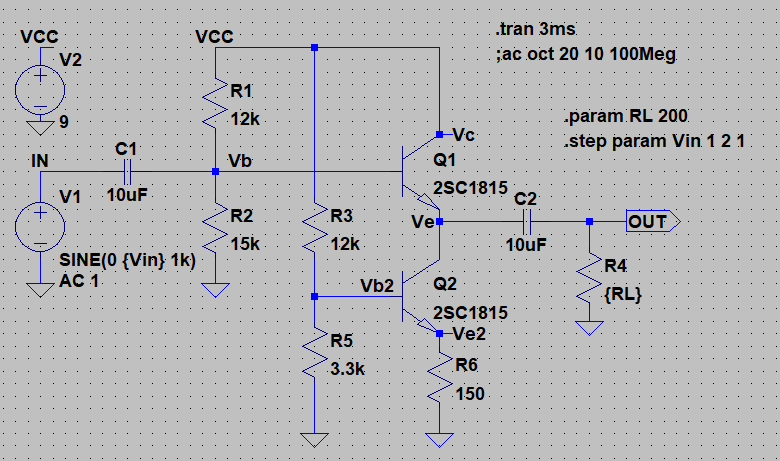 .tran 3ms
;ac oct 20 10 100Meg
VCC
V2
9
VCC
R1
12k
.param RL 200
.step param Vin 1 2 1
IN
C1
10uF
Vb
Vc
Q1
2SC1815
V1
SINE(0 {Vin} 1k)
AC 1
R2
15k
R3
12k
Ve
C2
10uF
OUT
R4
{RL}
Vb2
Q2
2SC1815
Ve2
R5
3.3k
R6
150